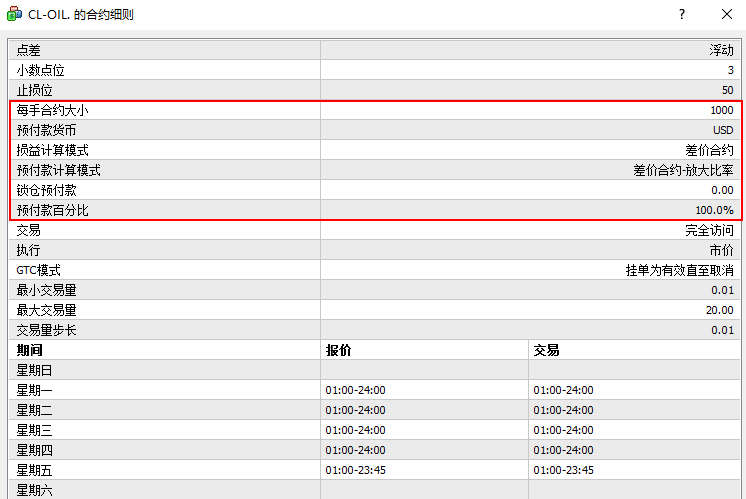 CL-OIL. 的合约细则
点差 浮动
小数点位 3
止损位 50
每手合约大小 1000
预付款货币 USD
损益计算模式 差价合约
预付款计算模式 差价合约-放大比率
锁仓预付款 0.00
预付款百分比 100.0%
交易 完全访问
执行 市价
GTC模式 挂单为有效直至取消
最小交易量 0.01
最大交易量 20.00
交易量步长 0.01
期间 报价 交易
星期日
星期一 01:00-24:00 01:00-24:00
星期二 01:00-24:00 01:00-24:00
星期三 01:00-24:00 01:00-24:00
星期四 01:00-24:00 01:00-24:00
星期五 01:00-23:45 01:00-23:45
星期六